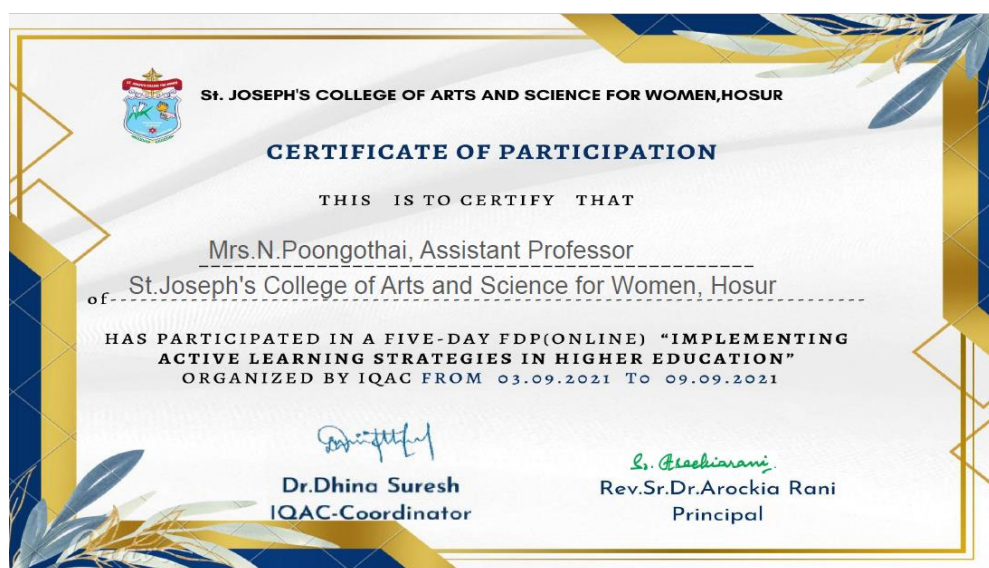 St. JOSEPH'S COLLEGE OF ARTS AND SCIENCE FOR WOMEN,HOSUR
CERTIFICATE OF PARTICIPATION
THIS IS TO CERTIFY THAT
Mrs.N.Poongothai, Assistant Professor
of St.Joseph's College of Arts and Science for Women, Hosur
HAS PARTICIPATED IN A FIVE-DAY FDP(ONLINE) “IMPLEMENTING
ACTIVE LEARNING STRATEGIES IN HIGHER EDUCATION”
ORGANIZED BY IQAC FROM 03.09.2021 To 09.09.2021
Dr.Dhina Suresh
IQAC-Coordinator
Rev.Sr.Dr.Arockia Rani
Principal